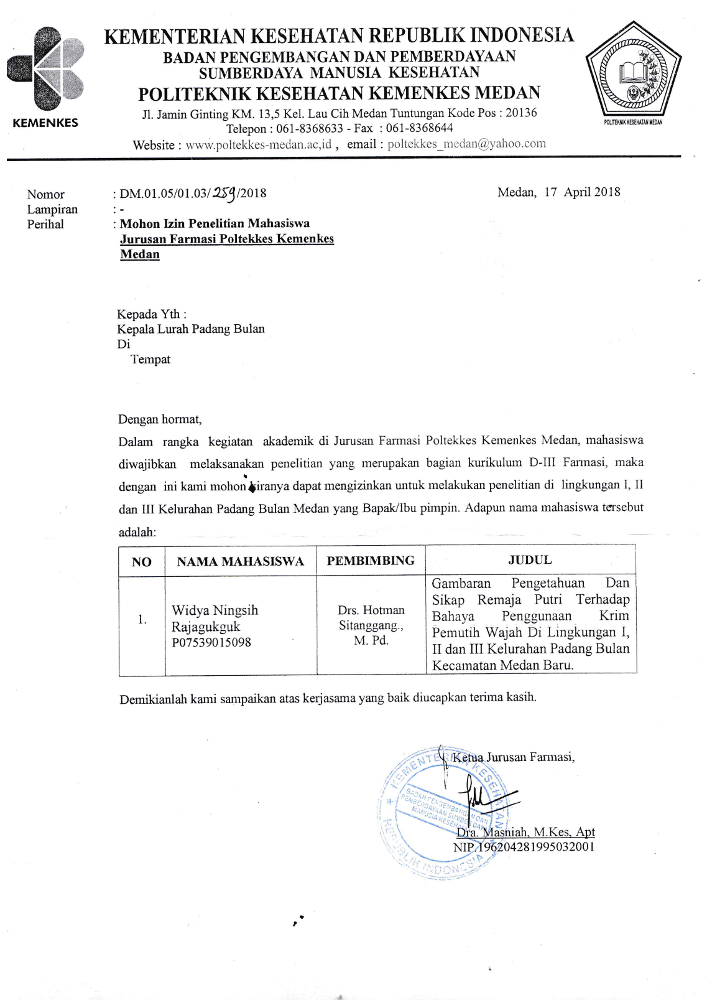 KEMENKES
KEMENTERIAN KESEHATAN REPUBLIK INDONESIA
BADAN PENGEMBANGAN DAN PEMBERDAYAAN
SUMBERDAYA MANUSIA KESEHATAN
POLITEKNIK KESEHATAN KEMENKES MEDAN
Jl. Jamin Ginting KM. 13,5 Kel. Lau Cih Medan Tuntungan Kode Pos : 20136
Telepon : 061-8368633 - Fax : 061-8368644
Website : www.poltekkes-medan.ac,id , email : poltekkes_medan@yahoo.com
POLITEKNIK KESEHATAN MEDAN
Nomor : DM.01.05/01.03/259/2018 Medan, 17 April 2018
Lampiran : -
Perihal : Mohon Izin Penelitian Mahasiswa
Jurusan Farmasi Poltekkes Kemenkes
Medan
Kepada Yth :
Kepala Lurah Padang Bulan
Di
Tempat
Dengan hormat,
Dalam rangka kegiatan akademik di Jurusan Farmasi Poltekkes Kemenkes Medan, mahasiswa
diwajibkan melaksanakan penelitian yang merupakan bagian kurikulum D-III Farmasi, maka
dengan ini kami mohon kiranya dapat mengizinkan untuk melakukan penelitian di lingkungan I, II
dan III Kelurahan Padang Bulan Medan yang Bapak/Ibu pimpin. Adapun nama mahasiswa tersebut
adalah:
NO NAMA MAHASISWA PEMBIMBING JUDUL
1.
Widya Ningsih
Rajagukguk
P07539015098
Drs. Hotman
Sitanggang.,
M. Pd.
Gambaran Pengetahuan Dan
Sikap Remaja Putri Terhadap
Bahaya Penggunaan Krim
Pemutih Wajah Di Lingkungan I,
II dan III Kelurahan Padang Bulan
Kecamatan Medan Baru.
Demikianlah kami sampaikan atas kerjasama yang baik diucapkan terima kasih.
Ketua Jurusan Farmasi,
KEMENTERIAN KESEHATAN
BADAN PENGEMBANGAN DAN
PEMBERDAYAAN SUMBER DAYA
MANUSIA KESEHATAN
REPUBLIK INDONESIA
Dra. Masniah, M.Kes, Apt
NIP.196204281995032001